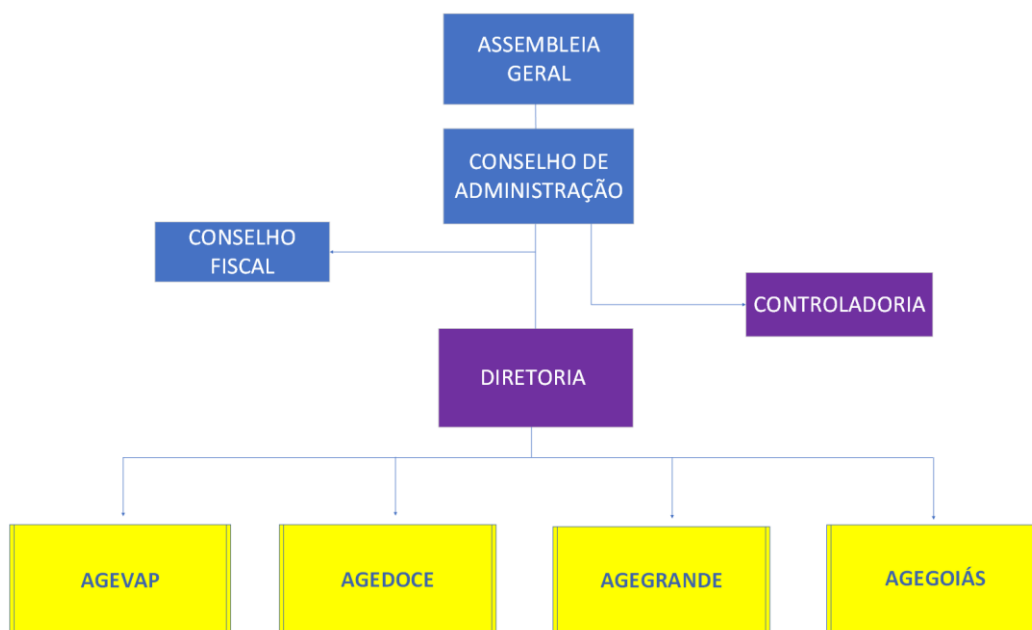 ASSEMBLEIA
GERAL
CONSELHO DE
ADMINISTRAÇÃO
CONSELHO
FISCAL
CONTROLADORIA
DIRETORIA
AGEVAP
AGEDOCE
AGEGRANDE
AGEGOIÁS